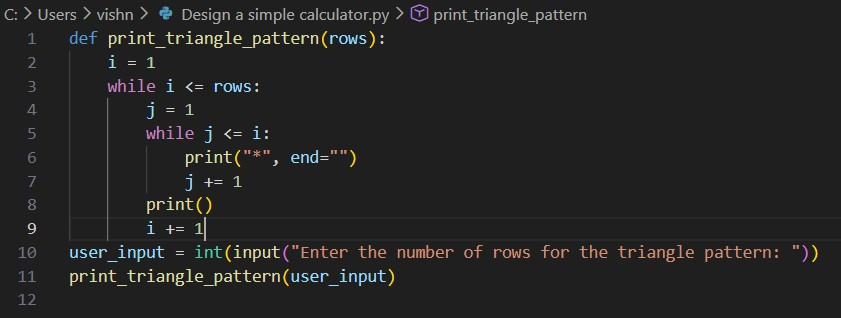 C: > Users > vishn > Design a simple calculator.py > print_triangle_pattern
1 def print_triangle_pattern(rows):
2     i = 1
3     while i <= rows:
4         j = 1
5         while j <= i:
6             print("*", end="")
7             j += 1
8         print()
9         i += 1
10 user_input = int(input("Enter the number of rows for the triangle pattern: "))
11 print_triangle_pattern(user_input)
12